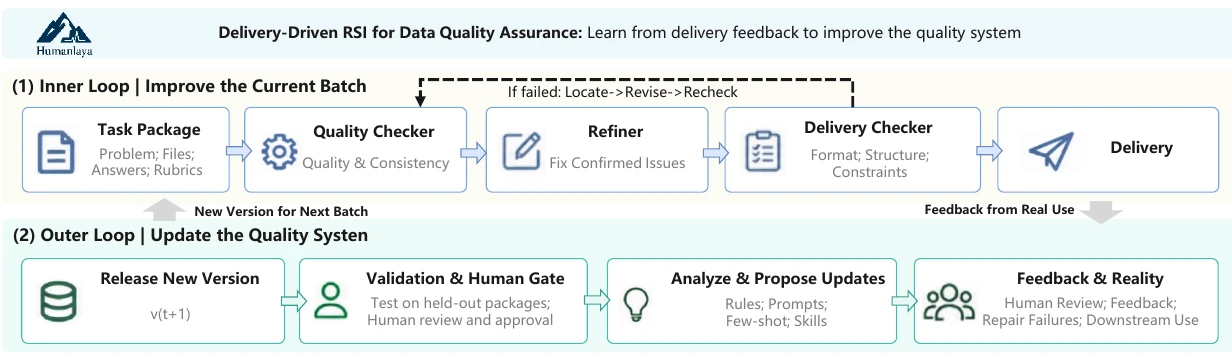 Humanlaya
Delivery-Driven RSI for Data Quality Assurance: Learn from delivery feedback to improve the quality system
(1) Inner Loop | Improve the Current Batch
If failed: Locate->Revise->Recheck
Task Package
Problem; Files;
Answers; Rubrics
Quality Checker
Quality & Consistency
Refiner
Fix Confirmed Issues
Delivery Checker
Format; Structure;
Constraints
Delivery
New Version for Next Batch
Feedback from Real Use
(2) Outer Loop | Update the Quality Systen
Release New Version
v(t+1)
Validation & Human Gate
Test on held-out packages;
Human review and approval
Analyze & Propose Updates
Rules; Prompts;
Few-shot; Skills
Feedback & Reality
Human Review; Feedback;
Repair Failures; Downstream Use